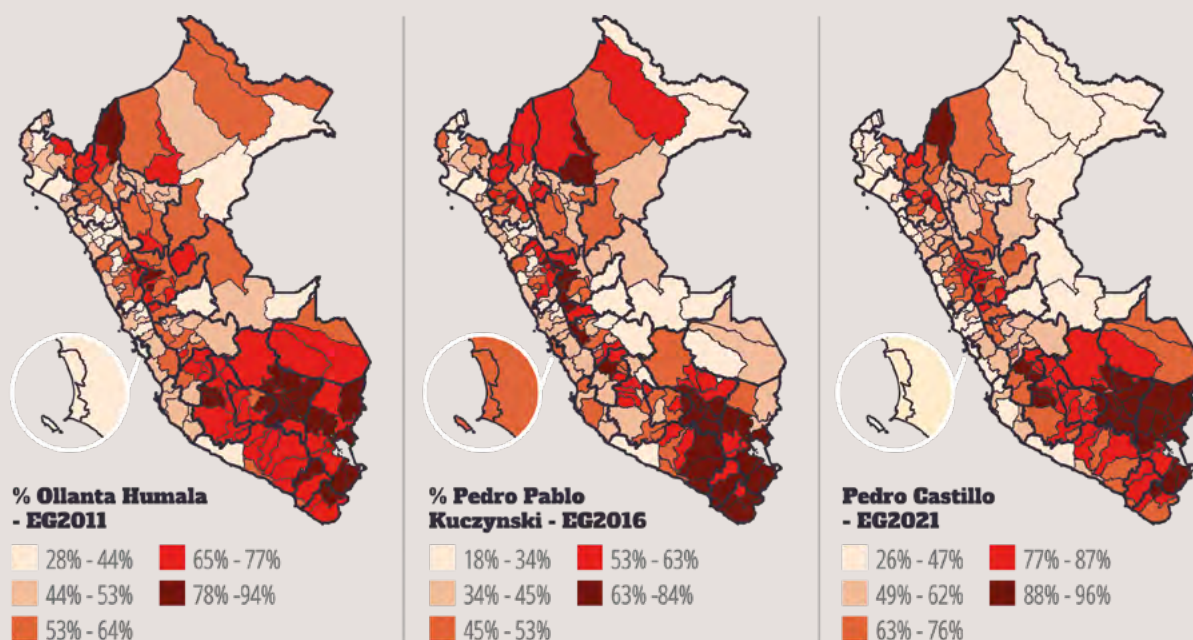 % Ollanta Humala
- EG2011
28% - 44%
44% - 53%
53% - 64%
65% - 77%
78% -94%
% Pedro Pablo
Kuczynski - EG2016
18% - 34%
34% - 45%
45% - 53%
53% - 63%
63% -84%
Pedro Castillo
- EG2021
26% - 47%
49% - 62%
63% - 76%
77% - 87%
88% - 96%